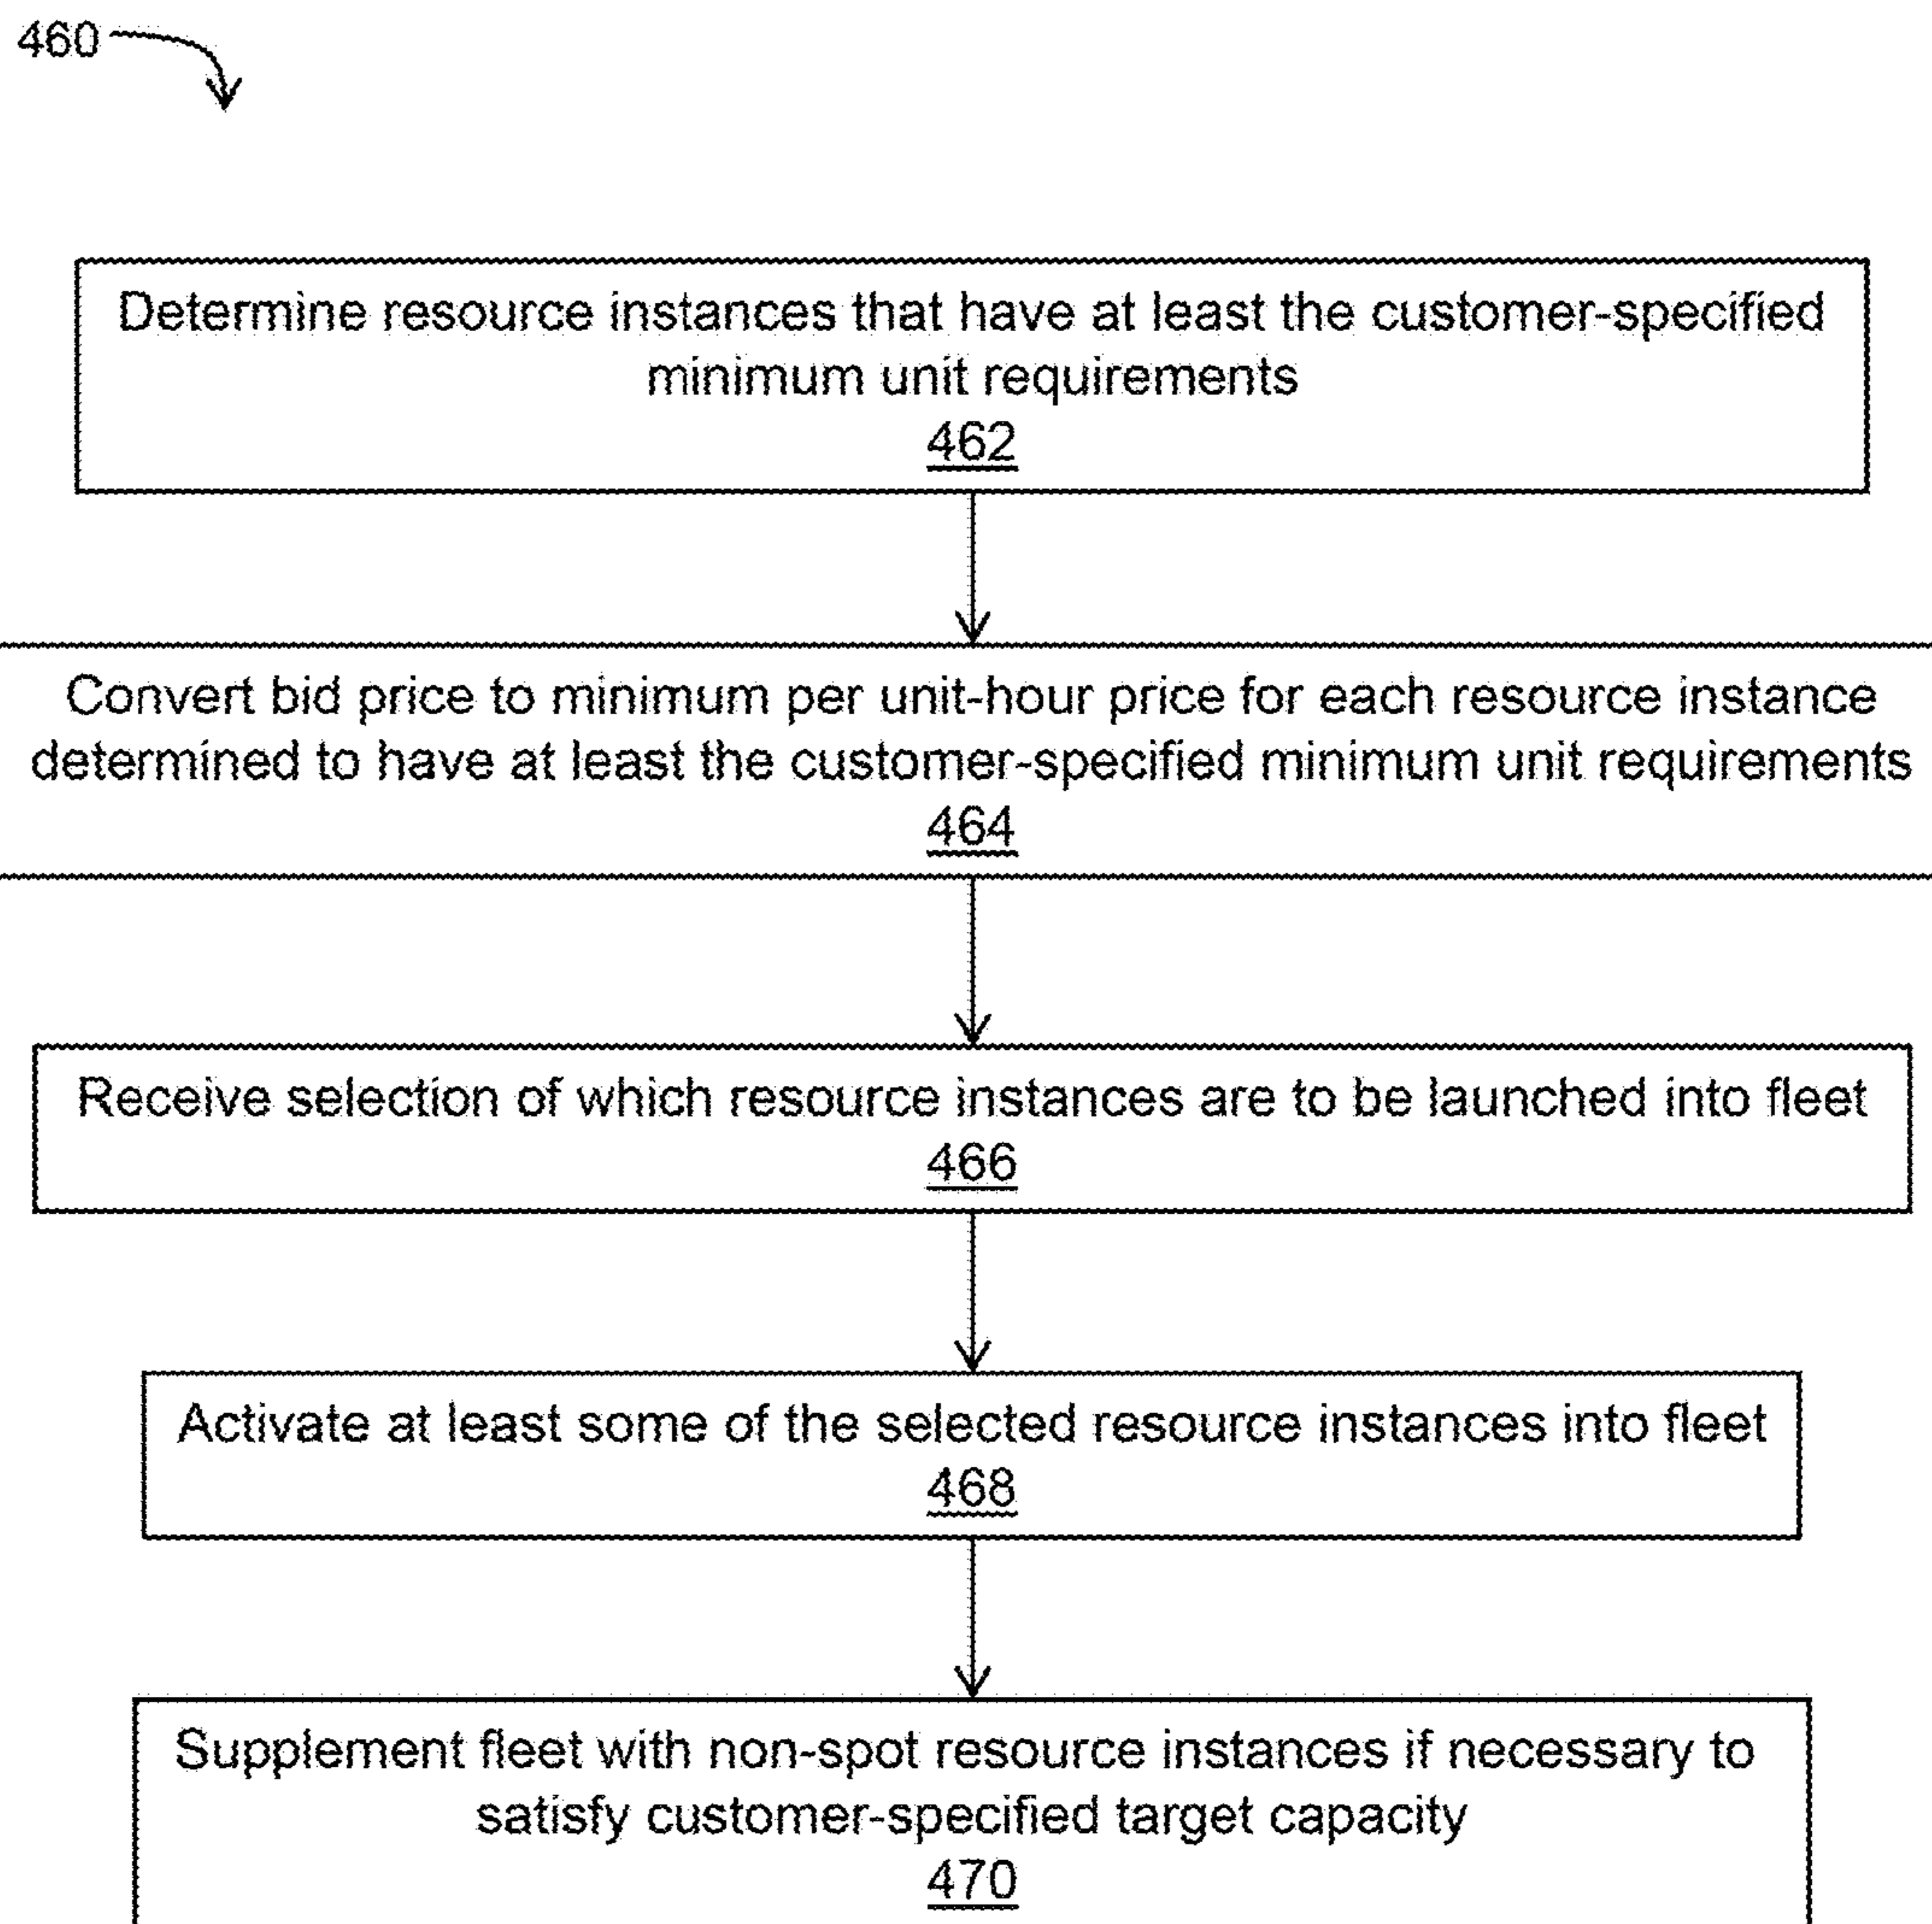 460
Determine resource instances that have at least the customer-specified
minimum unit requirements
462
Convert bid price to minimum per unit-hour price for each resource instance
determined to have at least the customer-specified minimum unit requirements
464
Receive selection of which resource instances are to be launched into fleet
466
Activate at least some of the selected resource instances into fleet
468
Supplement fleet with non-spot resource instances if necessary to
satisfy customer-specified target capacity
470